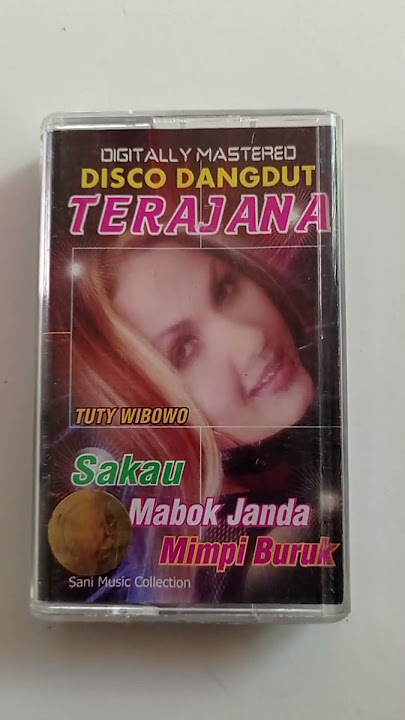 DIGITALLY MASTERED
DISCO DANGDUT
TERAJANA
TUTY WIBOWO
Sakau
Mabok Janda
Mimpi Buruk
Sani Music Collection